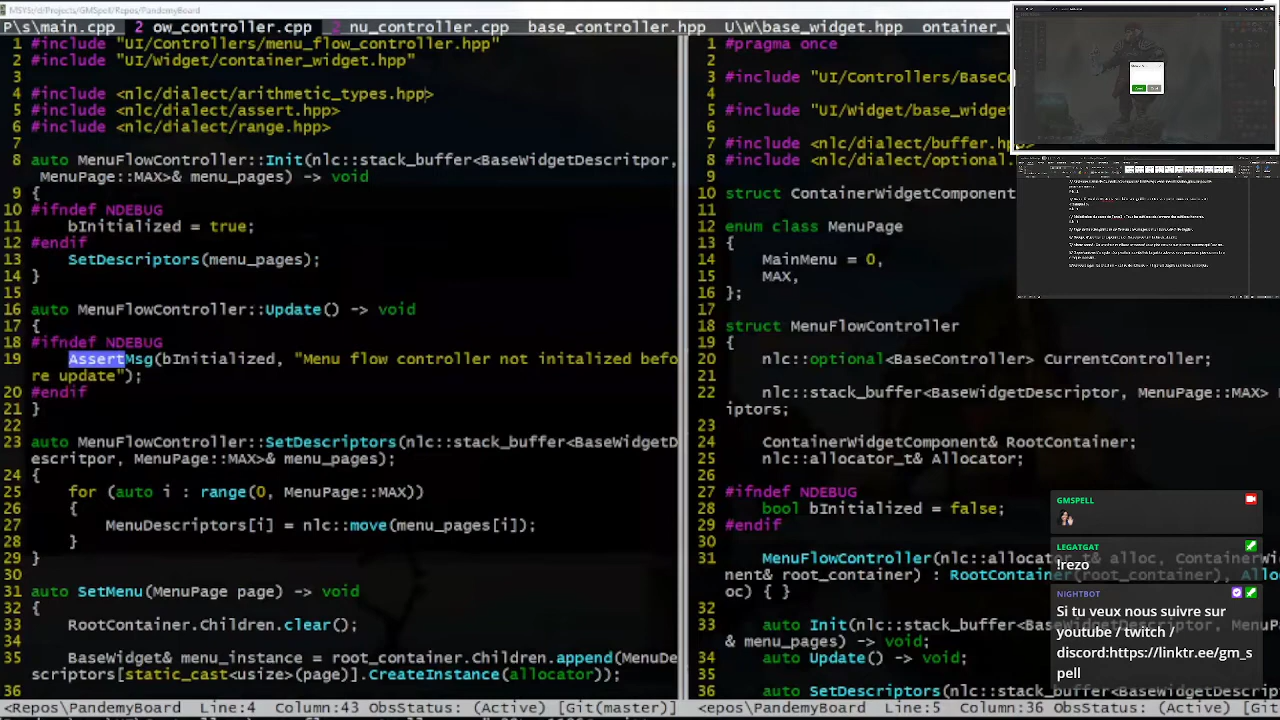 MSYS:/d/Projects/GMSpell/Repos/PandemyBoard
P\s\main.cpp 2 ow_controller.cpp 2 nu_controller.cpp base_controller.hpp U\W\base_widget.hpp ontainer_w
1 #include "UI/Controllers/menu_flow_controller.hpp"
2 #include "UI/Widget/container_widget.hpp"
3
4 #include <nlc/dialect/arithmetic_types.hpp>
5 #include <nlc/dialect/assert.hpp>
6 #include <nlc/dialect/range.hpp>
7
8 auto MenuFlowController::Init(nlc::stack_buffer<BaseWidgetDescritpor,
MenuPage::MAX>& menu_pages) -> void
9 {
10 #ifndef NDEBUG
11 bInitialized = true;
12 #endif
13 SetDescriptors(menu_pages);
14 }
15
16 auto MenuFlowController::Update() -> void
17 {
18 #ifndef NDEBUG
19 AssertMsg(bInitialized, "Menu flow controller not initalized befo
re update");
20 #endif
21 }
22
23 auto MenuFlowController::SetDescriptors(nlc::stack_buffer<BaseWidgetD
escritpor, MenuPage::MAX>& menu_pages);
24 {
25 for (auto i : range(0, MenuPage::MAX))
26 {
27 MenuDescriptors[i] = nlc::move(menu_pages[i]);
28 }
29 }
30
31 auto SetMenu(MenuPage page) -> void
32 {
33 RootContainer.Children.clear();
34
35 BaseWidget& menu_instance = root_container.Children.append(MenuDe
scriptors[static_cast<usize>(page)].CreateInstance(allocator));
36
<Repos\PandemyBoard Line:4 Column:43 ObsStatus: (Active) [Git(master)]
1 #pragma once
2
3 #include "UI/Controllers/BaseCo
4
5 #include "UI/Widget/base_widget
6
7 #include <nlc/dialect/buffer.hpp>
8 #include <nlc/dialect/optional.
9
10 struct ContainerWidgetComponent
11
12 enum class MenuPage
13 {
14 MainMenu = 0,
15 MAX,
16 };
17
18 struct MenuFlowController
19 {
20 nlc::optional<BaseController> CurrentController;
21
22 nlc::stack_buffer<BaseWidgetDescriptor, MenuPage::MAX>
iptors;
23
24 ContainerWidgetComponent& RootContainer;
25 nlc::allocator_t& Allocator;
26
27 #ifndef NDEBUG
28 bool bInitialized = false;
29 #endif
30
31 MenuFlowController(nlc::allocator_t& alloc, ContainerW
nent& root_container) : RootContainer(root_container), Allo
oc) { }
32
33 auto Init(nlc::stack_buffer<BaseWidgetDescriptor, Menu
& menu_pages) -> void;
34 auto Update() -> void;
35
36 auto SetDescriptors(nlc::stack_buffer<BaseWidg
<epos\PandemyBoard Line:5 Column:36 ObsStatus: (Active) [Git
GMSPELL
LEGATGAT
!rezo
NIGHTBOT
Si tu veux nous suivre sur
youtube / twitch /
discord:https://linktr.ee/gm_s
pell